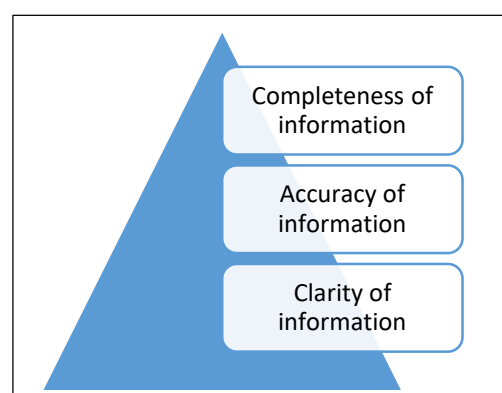 Completeness of
information
Accuracy of
information
Clarity of
information